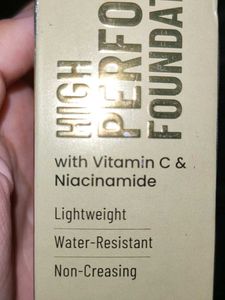 HIGH
PERFO
FOUNDAT
with Vitamin C &
Niacinamide
Lightweight
Water-Resistant
Non-Creasing